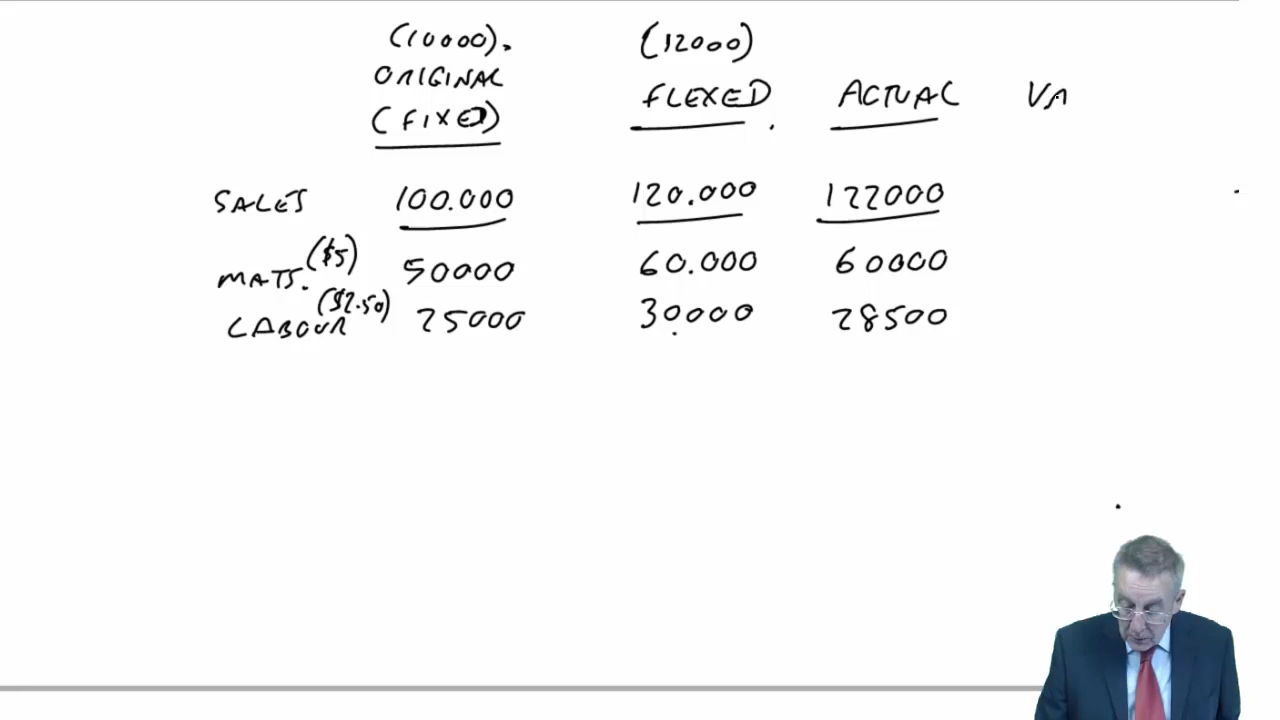 (10000). (12000)
ORIGINAL
(FIXED) FLEXED ACTUAL VA
SALES 100.000 120.000 122000
MATS. ($5) 50000 60.000 60000
LABOUR ($2.50) 25000 30000 28500